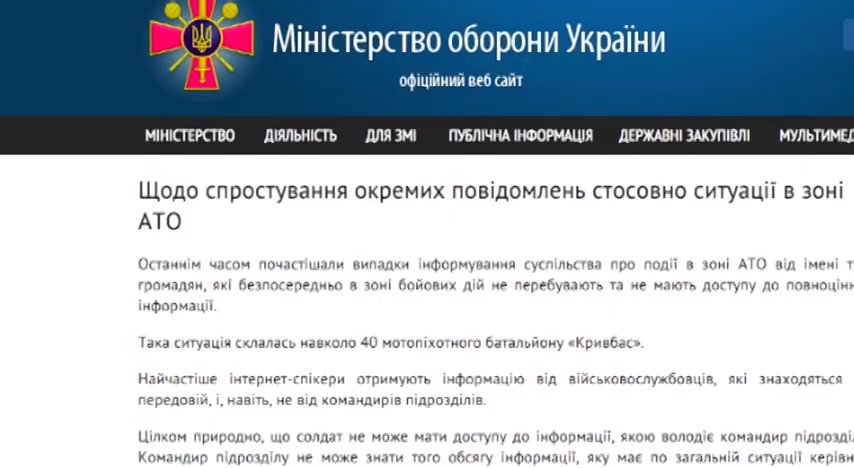 Міністерство оборони України
офіційний веб сайт
МІНІСТЕРСТВО ДІЯЛЬНІСТЬ ДЛЯ ЗМІ ПУБЛІЧНА ІНФОРМАЦІЯ ДЕРЖАВНІ ЗАКУПІВЛІ МУЛЬТИМЕД
Щодо спростування окремих повідомлень стосовно ситуації в зоні
АТО
Останнім часом почастішали випадки інформування суспільства про події в зоні АТО від імені т
громадян, які безпосередньо в зоні бойових дій не перебувають та не мають доступу до повноцінн
інформації.
Така ситуація склалась навколо 40 мотопіхотного батальйону «Кривбас».
Найчастіше інтернет-спікери отримують інформацію від військовослужбовців, які знаходяться
передовій, і, навіть, не від командирів підрозділів.
Цілком природно, що солдат не може мати доступу до інформації, якою володіє командир підрозділ
Командир підрозділу не може знати того обсягу інформації, яку має по загальній ситуації керівн